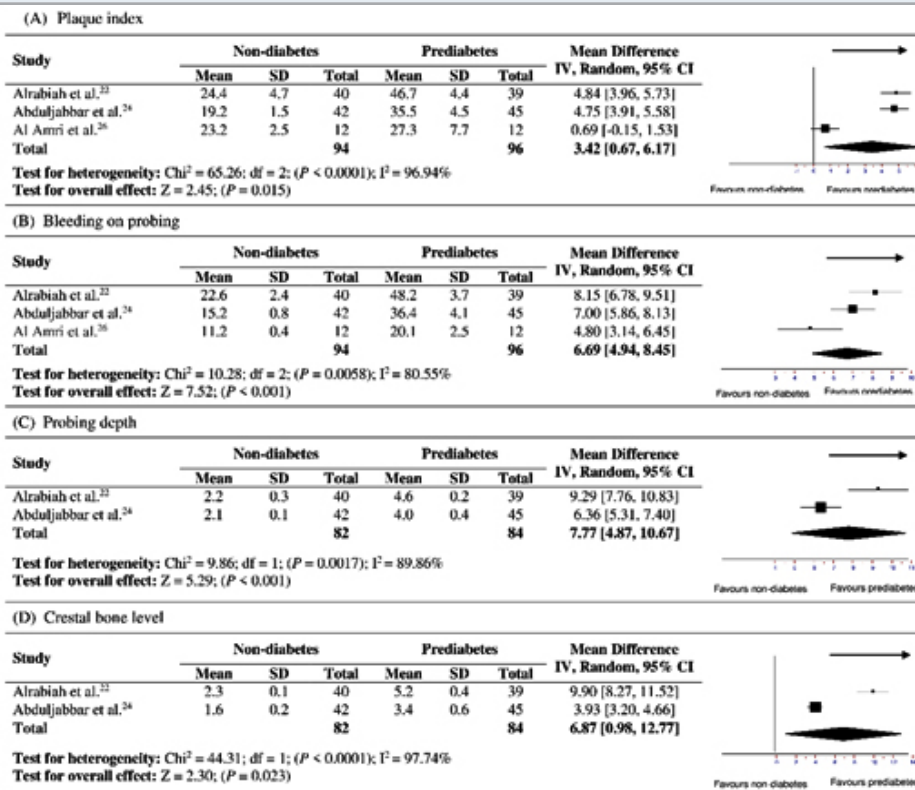 (A) Plaque index
Study Non-diabetes Prediabetes Mean Difference
IV, Random, 95% CI
Mean SD Total Mean SD Total
Alrabiah et al.²² 24.4 4.7 40 46.7 4.4 39 4.84 [3.96, 5.73]
Abduljabbar et al.²⁴ 19.2 1.5 42 35.5 4.5 45 4.75 [3.91, 5.58]
Al Amri et al.²⁶ 23.2 2.5 12 27.3 7.7 12 0.69 [-0.15, 1.53]
Total 94 96 3.42 [0.67, 6.17]
Test for heterogeneity: Chi² = 65.26; df = 2; (P < 0.0001); I² = 96.94%
Test for overall effect: Z = 2.45; (P = 0.015)
Favours non-diabetes Favours prediabetes
(B) Bleeding on probing
Study Non-diabetes Prediabetes Mean Difference
IV, Random, 95% CI
Mean SD Total Mean SD Total
Alrabiah et al.²² 22.6 2.4 40 48.2 3.7 39 8.15 [6.78, 9.51]
Abduljabbar et al.²⁴ 15.2 0.8 42 36.4 4.1 45 7.00 [5.86, 8.13]
Al Amri et al.²⁶ 11.2 0.4 12 20.1 2.5 12 4.80 [3.14, 6.45]
Total 94 96 6.69 [4.94, 8.45]
Test for heterogeneity: Chi² = 10.28; df = 2; (P = 0.0058); I² = 80.55%
Test for overall effect: Z = 7.52; (P < 0.001)
Favours non-diabetes Favours prediabetes
(C) Probing depth
Study Non-diabetes Prediabetes Mean Difference
IV, Random, 95% CI
Mean SD Total Mean SD Total
Alrabiah et al.²² 2.2 0.3 40 4.6 0.2 39 9.29 [7.76, 10.83]
Abduljabbar et al.²⁴ 2.1 0.1 42 4.0 0.4 45 6.36 [5.31, 7.40]
Total 82 84 7.77 [4.87, 10.67]
Test for heterogeneity: Chi² = 9.86; df = 1; (P = 0.0017); I² = 89.86%
Test for overall effect: Z = 5.29; (P < 0.001)
Favours non-diabetes Favours prediabete
(D) Crestal bone level
Study Non-diabetes Prediabetes Mean Difference
IV, Random, 95% CI
Mean SD Total Mean SD Total
Alrabiah et al.²² 2.3 0.1 40 5.2 0.4 39 9.90 [8.27, 11.52]
Abduljabbar et al.²⁴ 1.6 0.2 42 3.4 0.6 45 3.93 [3.20, 4.66]
Total 82 84 6.87 [0.98, 12.77]
Test for heterogeneity: Chi² = 44.31; df = 1; (P < 0.0001); I² = 97.74%
Test for overall effect: Z = 2.30; (P = 0.023)
Favours non-diabetes Favours prediabete